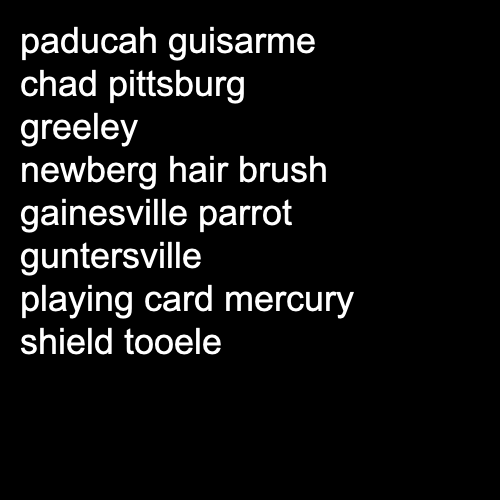 paducah guisarme
chad pittsburg
greeley
newberg hair brush
gainesville parrot
guntersville
playing card mercury
shield tooele